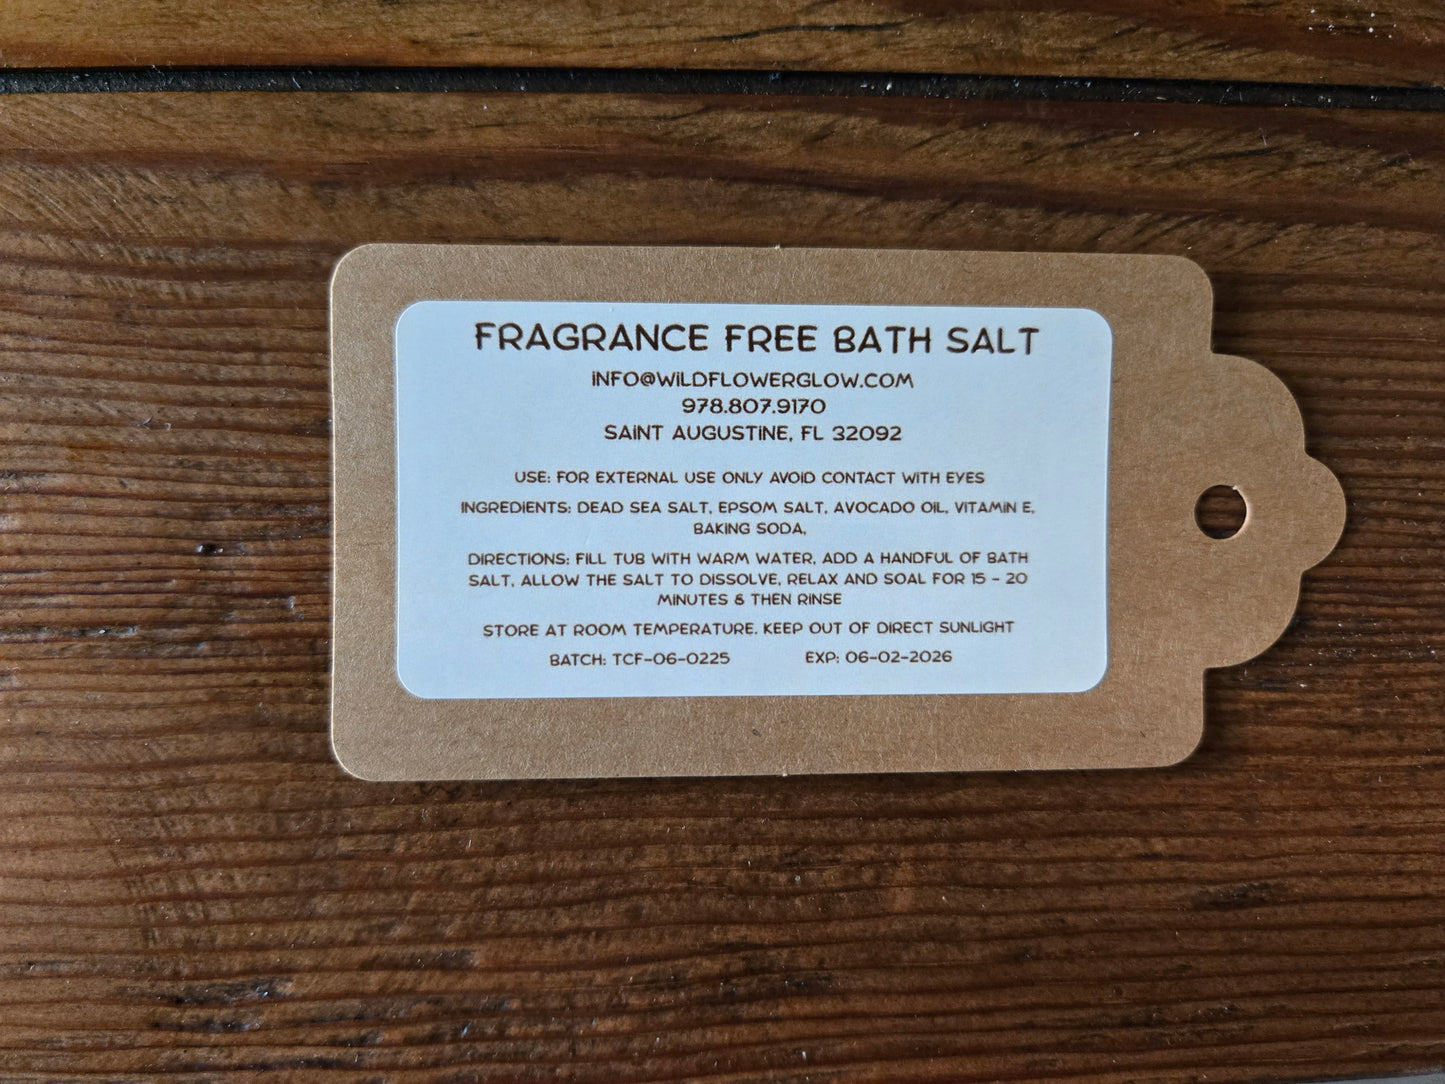 FRAGRANCE FREE BATH SALT
INFO@WILDFLOWERGLOW.COM
978.807.9170
SAINT AUGUSTINE, FL 32092
USE: FOR EXTERNAL USE ONLY AVOID CONTACT WITH EYES
INGREDIENTS: DEAD SEA SALT, EPSOM SALT, AVOCADO OIL, VITAMIN E,
BAKING SODA,
DIRECTIONS: FILL TUB WITH WARM WATER, ADD A HANDFUL OF BATH
SALT, ALLOW THE SALT TO DISSOLVE, RELAX AND SOAL FOR 15 - 20
MINUTES & THEN RINSE
STORE AT ROOM TEMPERATURE. KEEP OUT OF DIRECT SUNLIGHT
BATCH: TCF-06-0225 EXP: 06-02-2026